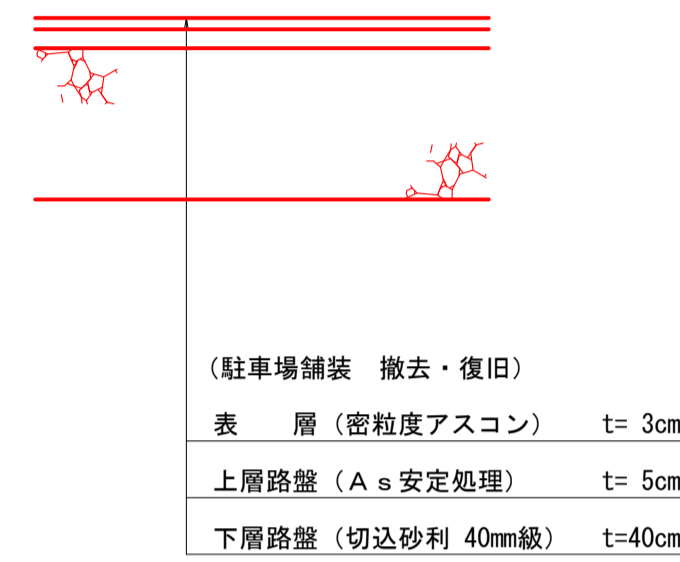 （駐車場舗装　撤去・復旧）
表　　層（密粒度アスコン）　t= 3cm
上層路盤（Ａｓ安定処理）　t= 5cm
下層路盤（切込砂利 40mm級）　t=40cm